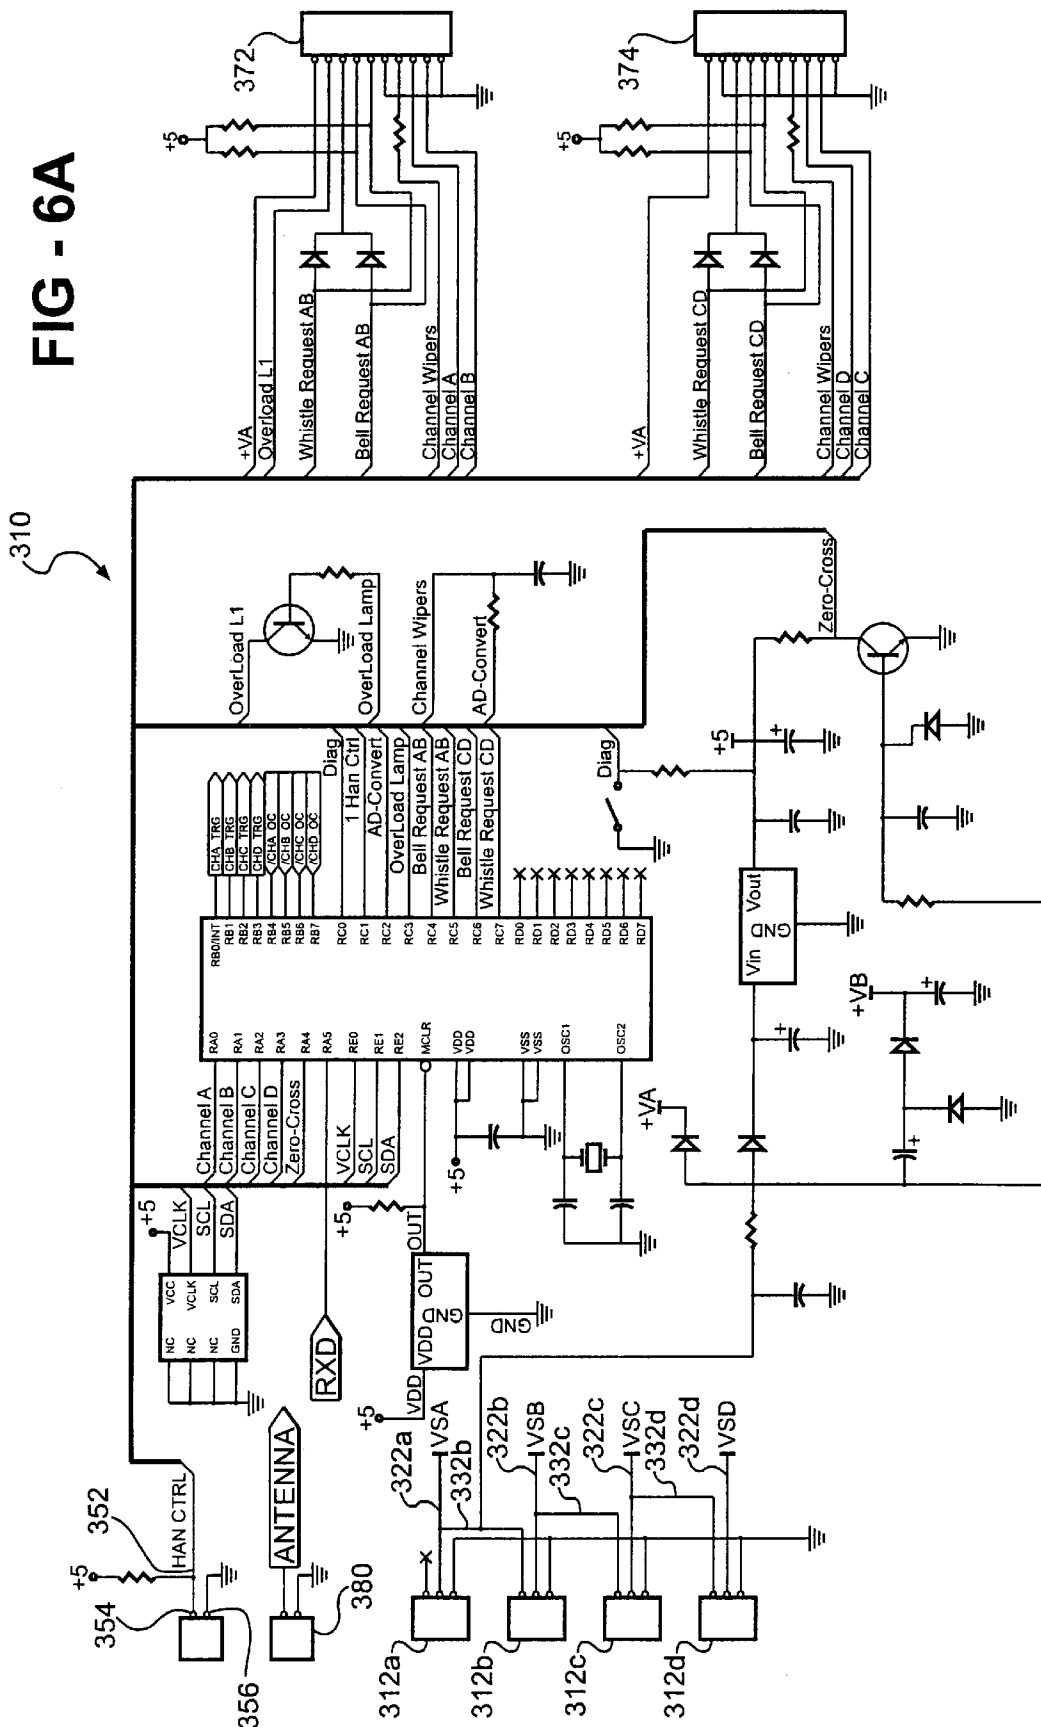 FIG - 6A
310
372
374
+5
+5
+VA
Overload L1
Whistle Request AB
Bell Request AB
Channel Wipers
Channel A
Channel B
+VA
Whistle Request CD
Bell Request CD
Channel Wipers
Channel D
Channel C
OverLoad L1
OverLoad Lamp
Channel Wipers
AD-Convert
Zero-Cross
Diag
1 Han Ctrl
AD-Convert
OverLoad Lamp
Bell Request AB
Whistle Request AB
Bell Request CD
Whistle Request CD
Diag
+5
CHA TRG
CHB TRG
CHC TRG
CHD TRG
/CHA OC
/CHB OC
/CHC OC
/CHD OC
RB0/INT
RB1
RB2
RB3
RB4
RB5
RB6
RB7
RC0
RC1
RC2
RC3
RC4
RC5
RC6
RC7
RD0
RD1
RD2
RD3
RD4
RD5
RD6
RD7
RA0
RA1
RA2
RA3
RA4
RA5
RE0
RE1
RE2
MCLR
VDD
VDD
VSS
VSS
OSC1
OSC2
Channel A
Channel B
Channel C
Channel D
Zero-Cross
VCLK
SCL
SDA
+5
+5
VCLK
SCL
SDA
VCC
VCLK
SCL
SDA
NC
NC
NC
GND
+5
OUT
OUT
GND
VDD
GND
VDD
+5
RXD
ANTENNA
HAN CTRL
352
+5
354
356
380
Vin
Vout
GND
+VA
+VB
+
+
+
+
VSA
322a
332b
322b
VSB
332c
322c
VSC
332d
322d
VSD
312a
312b
312c
312d